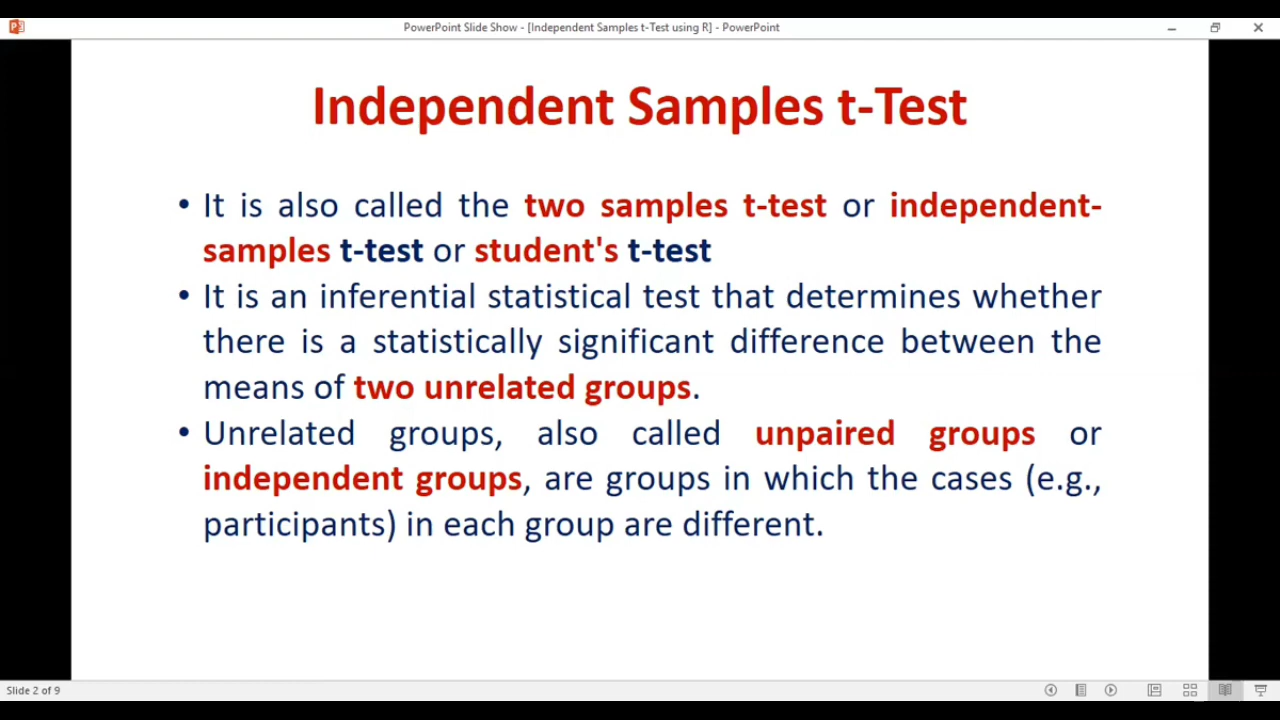 PowerPoint Slide Show - [Independent Samples t-Test using R] - PowerPoint
Independent Samples t-Test
• It is also called the two samples t-test or independent-
samples t-test or student's t-test
• It is an inferential statistical test that determines whether
there is a statistically significant difference between the
means of two unrelated groups.
• Unrelated groups, also called unpaired groups or
independent groups, are groups in which the cases (e.g.,
participants) in each group are different.
Slide 2 of 9